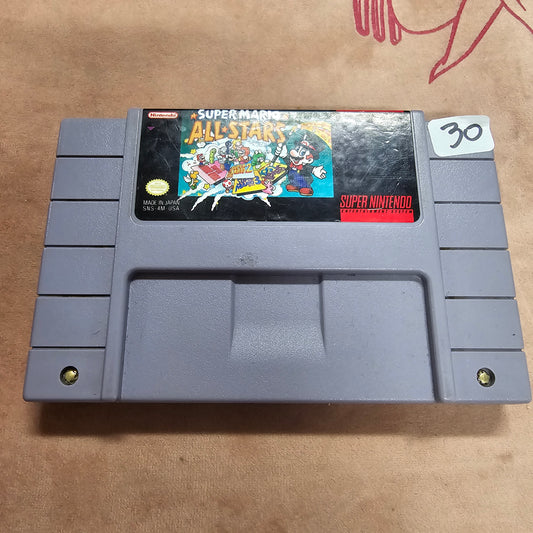 Nintendo
SUPER MARIO
ALL★STARS
30
MADE IN JAPAN
SNS-4M USA
SUPER NINTENDO
ENTERTAINMENT SYSTEM